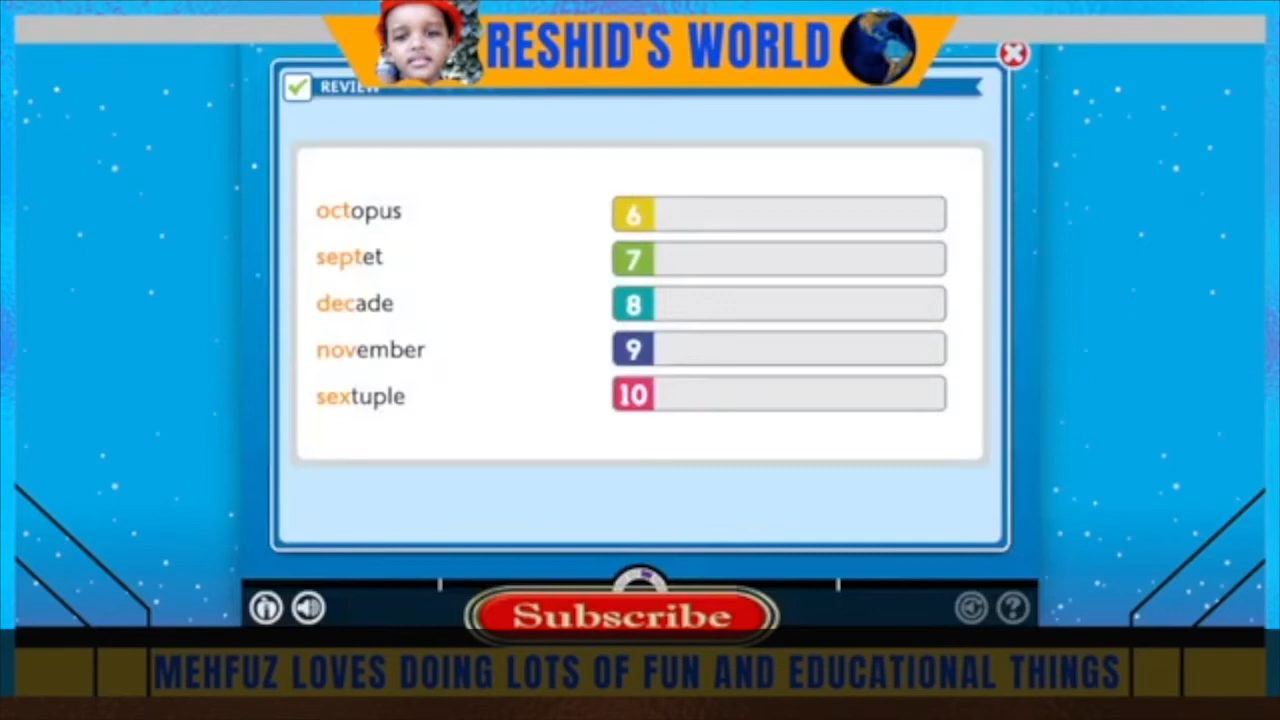 RESHID'S WORLD
REVIEW
octopus
6
septet
7
decade
8
november
9
sextuple
10
Subscribe
MEHFUZ LOVES DOING LOTS OF FUN AND EDUCATIONAL THINGS